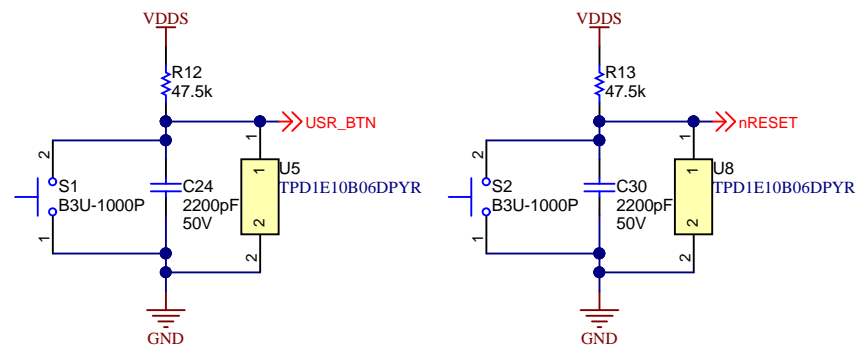 VDDS
R12
47.5k
USR_BTN
1
2
S1
B3U-1000P
1
C24
2200pF
50V
1
2
U5
TPD1E10B06DPYR
2
GND
VDDS
R13
47.5k
nRESET
1
2
S2
B3U-1000P
1
C30
2200pF
50V
1
2
U8
TPD1E10B06DPYR
2
GND